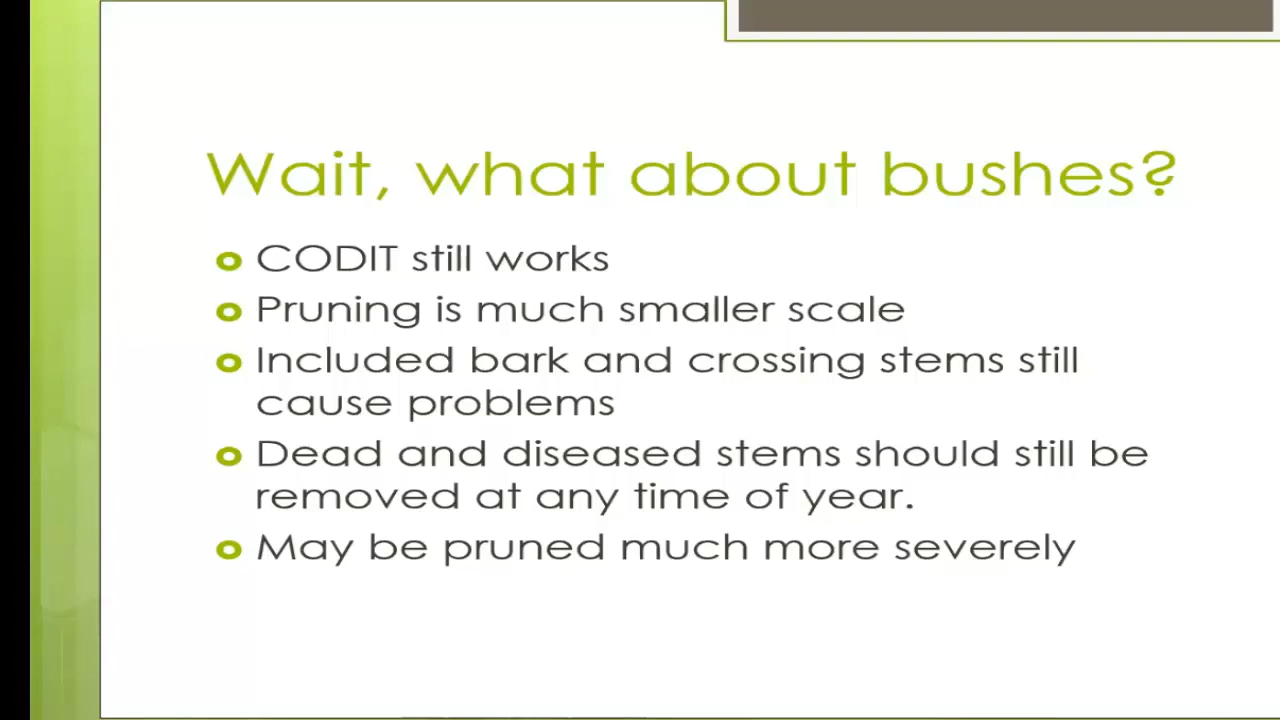 Wait, what about bushes?
CODIT still works
Pruning is much smaller scale
Included bark and crossing stems still
cause problems
Dead and diseased stems should still be
removed at any time of year.
May be pruned much more severely